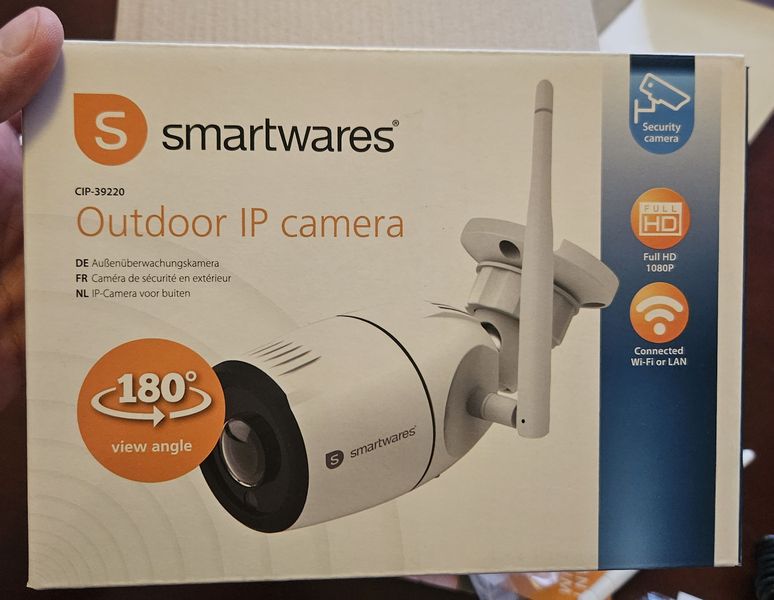 S smartwares®
CIP-39220
Outdoor IP camera
DE Außenüberwachungskamera
FR Caméra de sécurité en extérieur
NL IP-Camera voor buiten
180°
view angle
S smartwares®
Security
camera
FULL
HD
Full HD
1080P
Connected
Wi-Fi or LAN